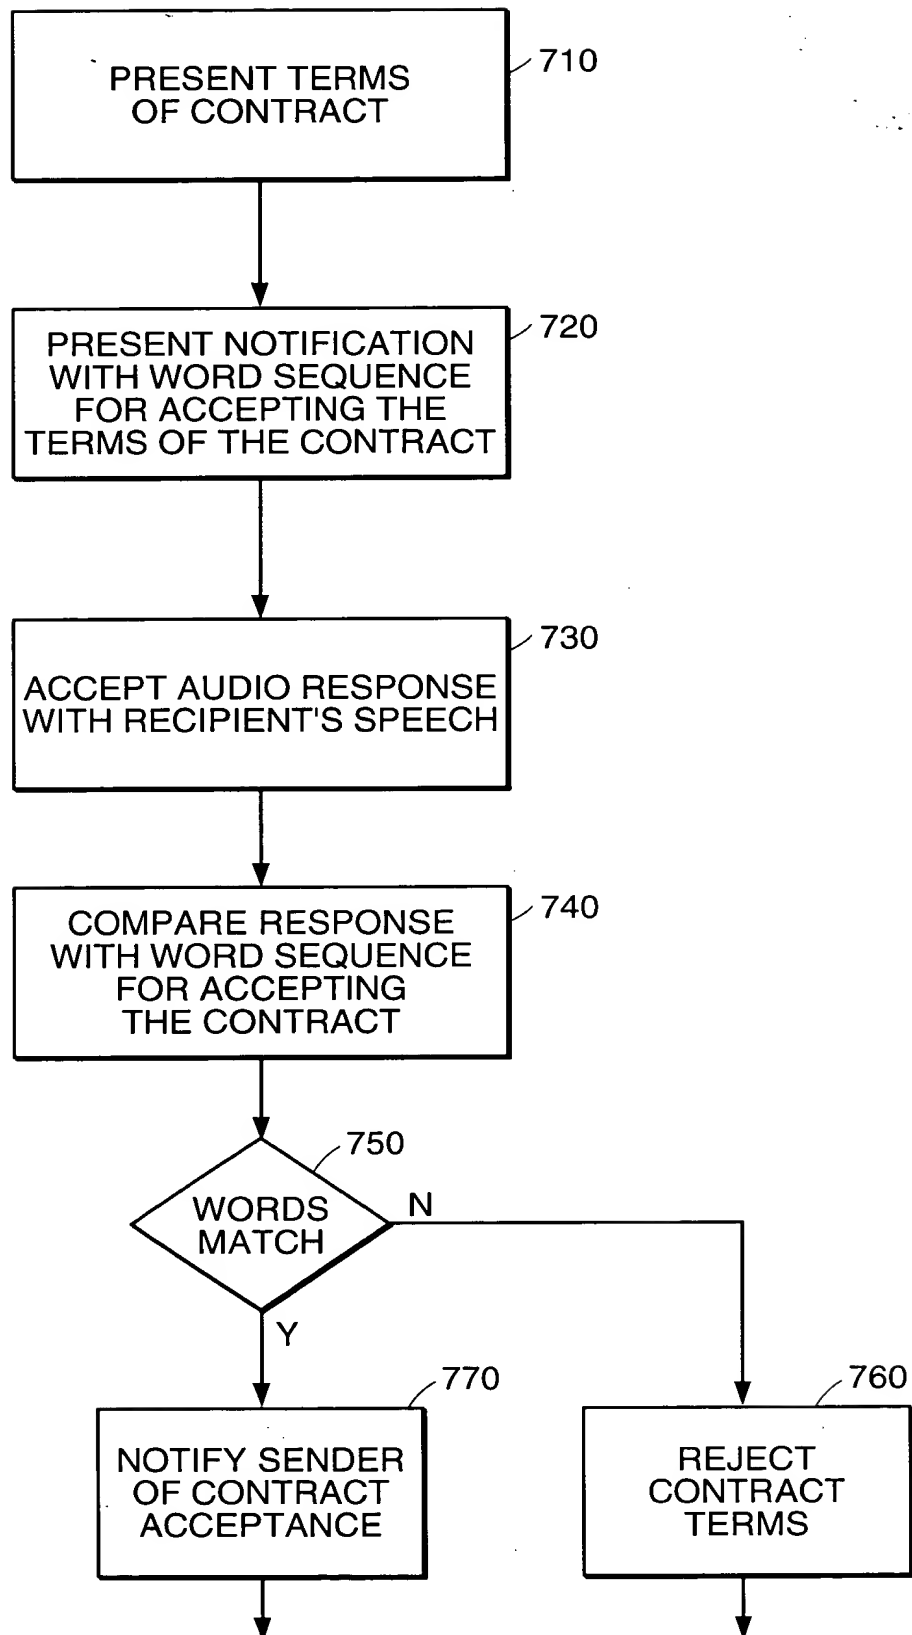 PRESENT TERMS
OF CONTRACT
710
PRESENT NOTIFICATION
WITH WORD SEQUENCE
FOR ACCEPTING THE
TERMS OF THE CONTRACT
720
ACCEPT AUDIO RESPONSE
WITH RECIPIENT'S SPEECH
730
COMPARE RESPONSE
WITH WORD SEQUENCE
FOR ACCEPTING
THE CONTRACT
740
WORDS
MATCH
750
N
Y
NOTIFY SENDER
OF CONTRACT
ACCEPTANCE
770
REJECT
CONTRACT
TERMS
760